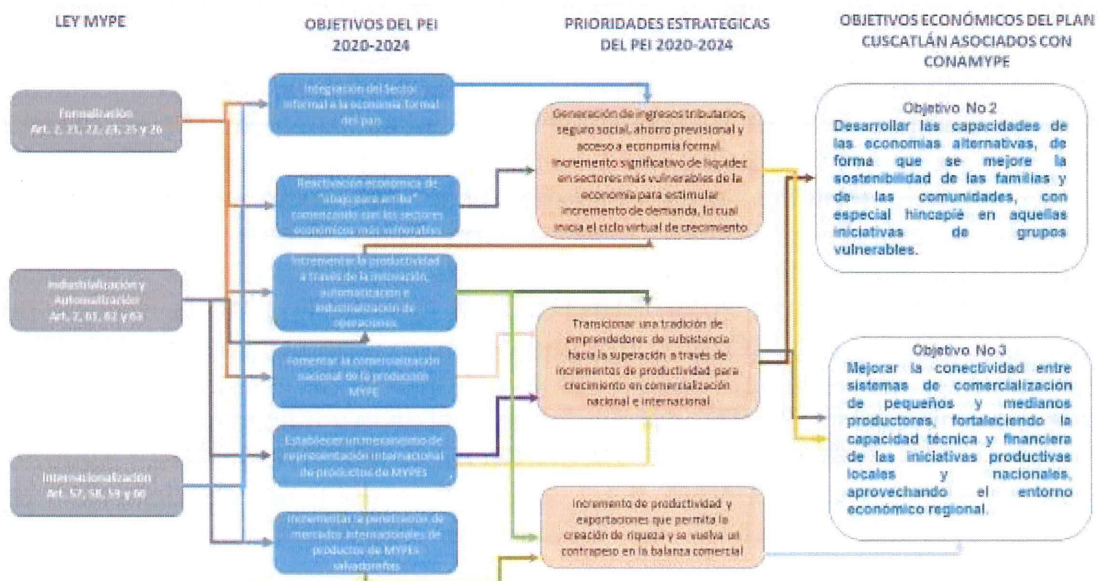 LEY MYPE
OBJETIVOS DEL PEI
2020-2024
PRIORIDADES ESTRATEGICAS
DEL PEI 2020-2024
OBJETIVOS ECONÓMICOS DEL PLAN
CUSCATLÁN ASOCIADOS CON
CONAMYPE
Formalización
Art. 2, 21, 22, 23, 25 y 26
Industrialización y
Automatización
Art. 2, 61, 62 y 63
Internacionalización
Art. 57, 58, 59 y 60
Integración del Sector
Informal a la economía formal
del país
Reactivación económica de
"abajo para arriba"
comenzando con los sectores
económicos más vulnerables
Incrementar la productividad
a través de la innovación,
automatización e
industrialización de
operaciones
Fomentar la comercialización
nacional de la producción
MYPE
Establecer un mecanismo de
representación internacional
de productos de MYPEs
Incrementar la penetración de
mercados internacionales de
productos de MYPEs
salvadoreñas
Generación de ingresos tributarios,
seguro social, ahorro previsional y
acceso a economía formal.
Incremento significativo de liquidez
en sectores más vulnerables de la
economía para estimular
incremento de demanda, lo cual
inicia el ciclo virtual de crecimiento
Transicionar una tradición de
emprendedores de subsistencia
hacia la superación a través de
incrementos de productividad para
crecimiento en comercialización
nacional e internacional
Incremento de productividad y
exportaciones que permita la
creación de riqueza y se vuelva un
contrapeso en la balanza comercial
Objetivo No 2
Desarrollar las capacidades de
las economías alternativas, de
forma que se mejore la
sostenibilidad de las familias y
de las comunidades, con
especial hincapié en aquellas
iniciativas de grupos
vulnerables.
Objetivo No 3
Mejorar la conectividad entre
sistemas de comercialización
de pequeños y medianos
productores, fortaleciendo la
capacidad técnica y financiera
de las iniciativas productivas
locales y nacionales,
aprovechando el entorno
económico regional.